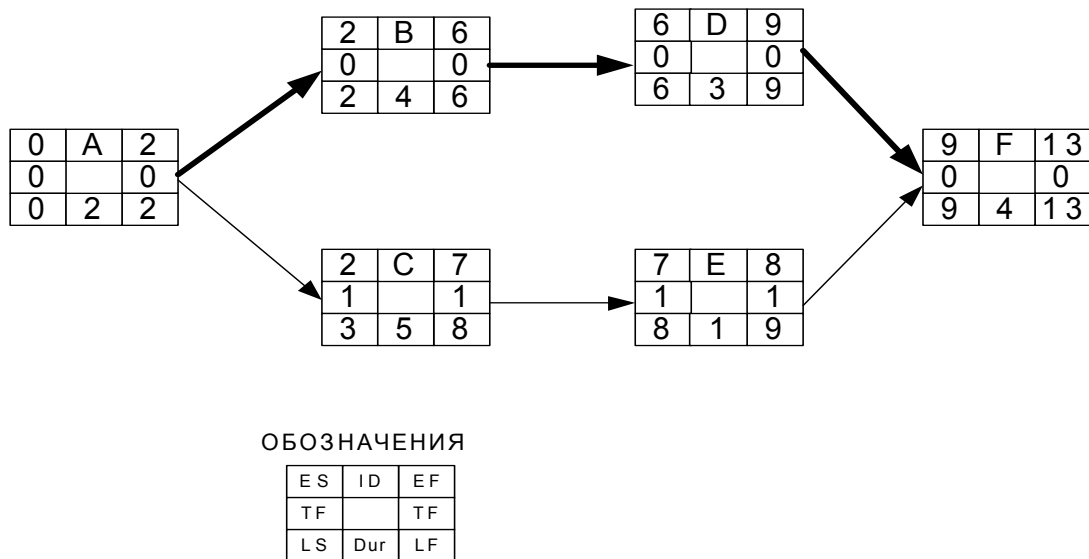 2 B 6
0 0
2 4 6
6 D 9
0 0
6 3 9
0 A 2
0 0
0 2 2
9 F 13
0 0
9 4 13
2 C 7
1 1
3 5 8
7 E 8
1 1
8 1 9
ОБОЗНАЧЕНИЯ
ES ID EF
TF TF
LS Dur LF